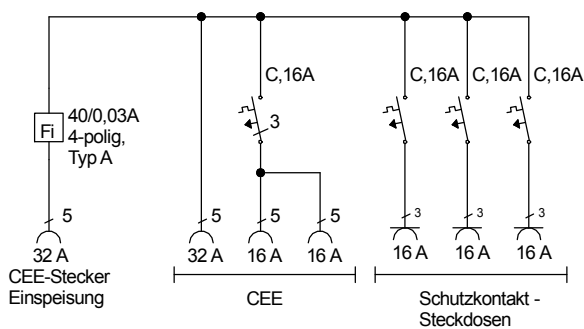 C,16A
C,16A C,16A C,16A
40/0,03A
Fi
4-polig,
Typ A
3
5
5 5 5
3 3 3
32 A
32 A 16 A 16 A
16 A 16 A 16 A
CEE-Stecker
Einspeisung
CEE
Schutzkontakt -
Steckdosen